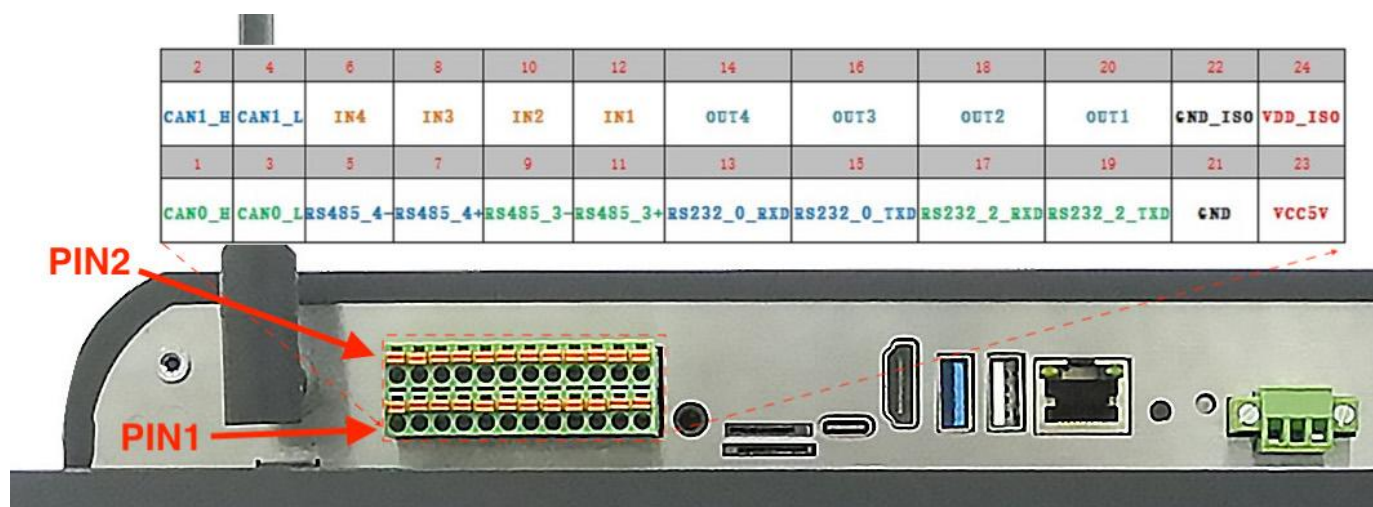 2 4 6 8 10 12 14 16 18 20 22 24
CAN1_H CAN1_L IN4 IN3 IN2 IN1 OUT4 OUT3 OUT2 OUT1 GND_ISO VDD_ISO
1 3 5 7 9 11 13 15 17 19 21 23
CAN0_H CAN0_L RS485_4- RS485_4+ RS485_3- RS485_3+ RS232_0_RXD RS232_0_TXD RS232_2_RXD RS232_2_TXD GND VCC5V
PIN2
PIN1